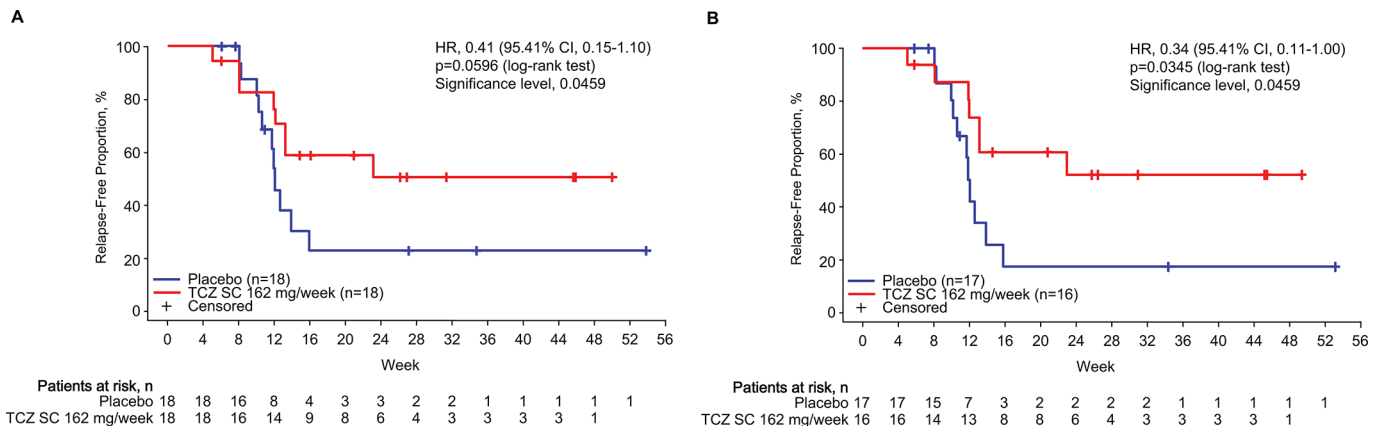 A
HR, 0.41 (95.41% CI, 0.15-1.10)
p=0.0596 (log-rank test)
Significance level, 0.0459
Relapse-Free Proportion, %
100
80
60
40
20
0
Placebo (n=18)
TCZ SC 162 mg/week (n=18)
Censored
0 4 8 12 16 20 24 28 32 36 40 44 48 52 56
Week
Patients at risk, n
Placebo 18 18 16 8 4 3 3 2 2 1 1 1 1 1
TCZ SC 162 mg/week 18 18 16 14 9 8 6 4 3 3 3 3 1
B
HR, 0.34 (95.41% CI, 0.11-1.00)
p=0.0345 (log-rank test)
Significance level, 0.0459
Relapse-Free Proportion, %
100
80
60
40
20
0
Placebo (n=17)
TCZ SC 162 mg/week (n=16)
Censored
0 4 8 12 16 20 24 28 32 36 40 44 48 52 56
Week
Patients at risk, n
Placebo 17 17 15 7 3 2 2 2 2 1 1 1 1 1
TCZ SC 162 mg/week 16 16 14 13 8 8 6 4 3 3 3 3 1